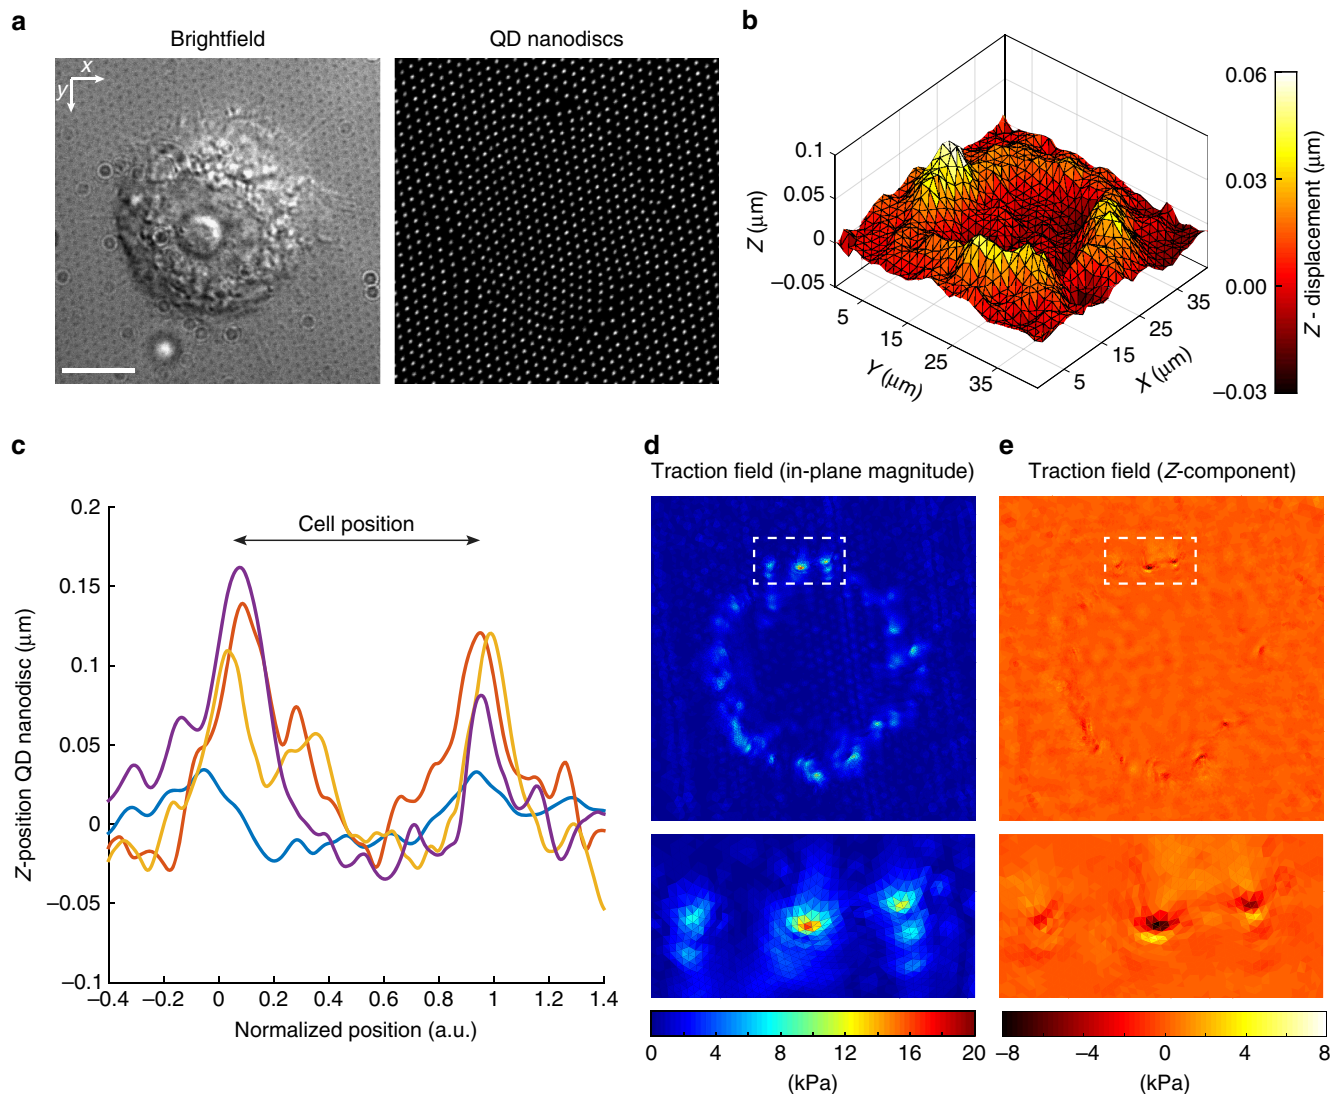 a
Brightfield
QD nanodiscs
x
y
b
0.1
0.05
0
−0.05
Z (μm)
5
15
25
35
Y (μm)
5
15
25
35
X (μm)
0.06
0.03
0.00
−0.03
Z - displacement (μm)
c
0.2
0.15
0.1
0.05
0
−0.05
−0.1
Z-position QD nanodisc (μm)
Cell position
−0.4 −0.2 0 0.2 0.4 0.6 0.8 1 1.2 1.4
Normalized position (a.u.)
d
Traction field (in-plane magnitude)
0 4 8 12 16 20
(kPa)
e
Traction field (Z-component)
−8 −4 0 4 8
(kPa)